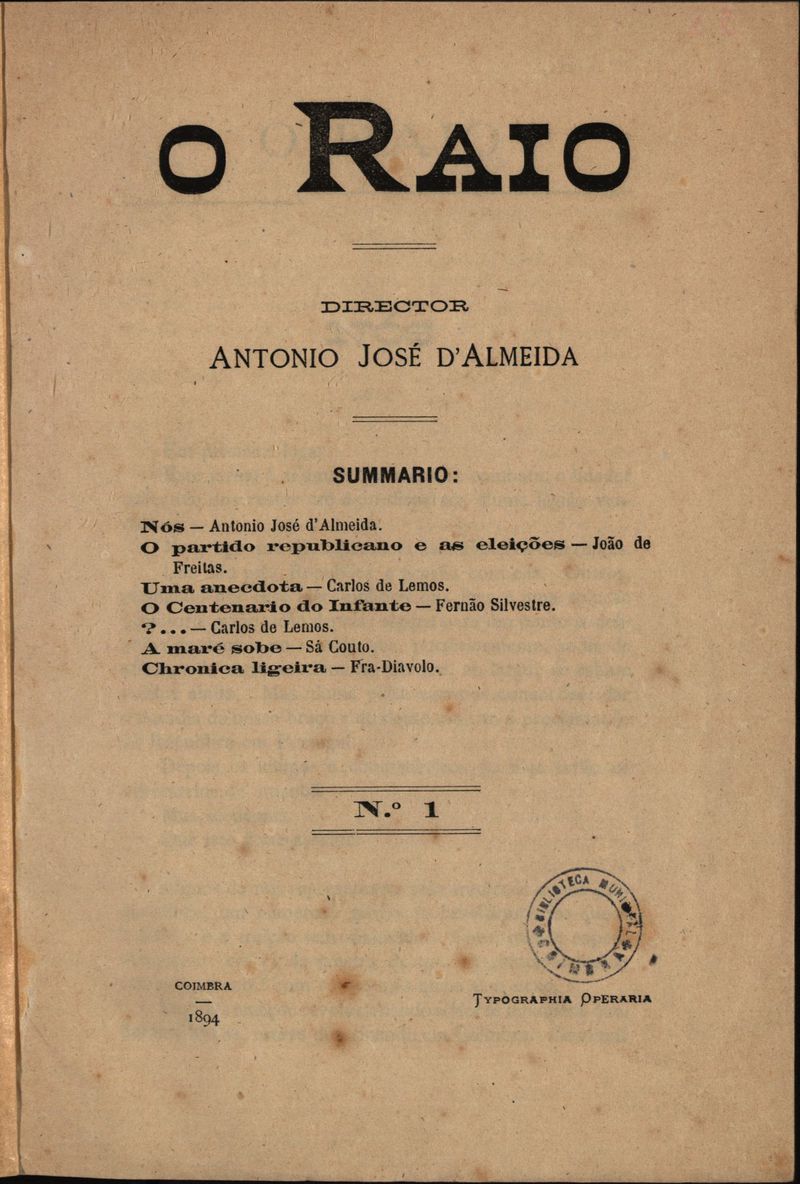 O RAIO
DIRECTOR
ANTONIO JOSÉ D'ALMEIDA
SUMMARIO:
Nós — Antonio José d'Almeida.
O partido republicano e as eleições — João de
Freitas.
Uma anecdota — Carlos de Lemos.
O Centenario do Infante — Fernão Silvestre.
?... — Carlos de Lemos.
A maré sobe — Sá Couto.
Chronica ligeira — Fra-Diavolo.
N.º 1
BIBLIOTECA MUNICIPAL
COIMBRA
1894
TYPOGRAPHIA OPERARIA